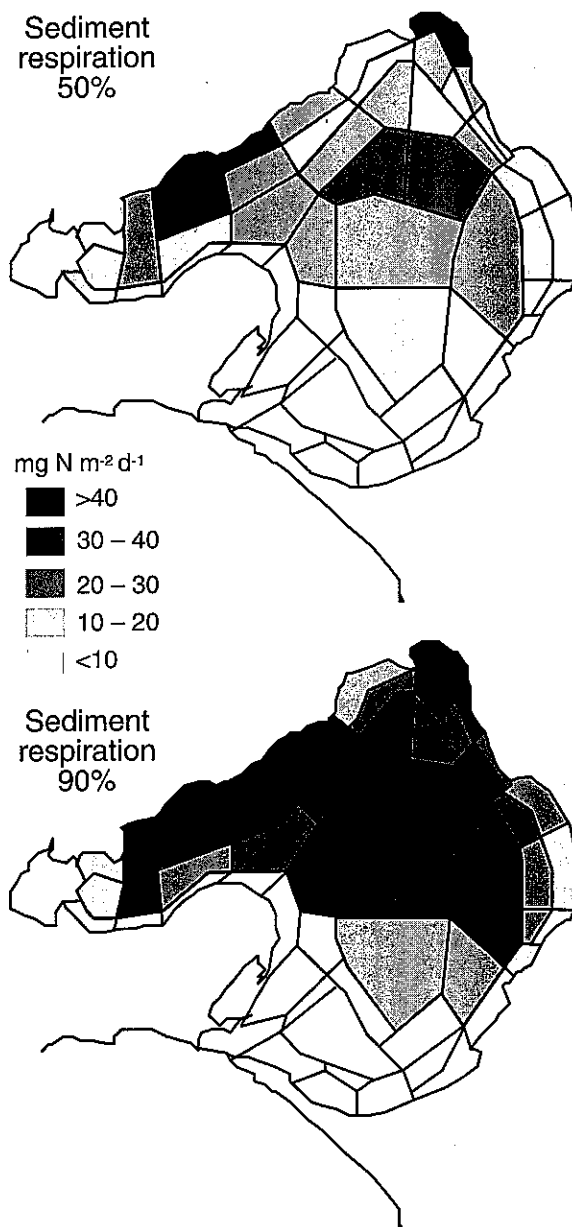 Sediment
respiration
50%
mg N m⁻² d⁻¹
>40
30 – 40
20 – 30
10 – 20
<10
Sediment
respiration
90%